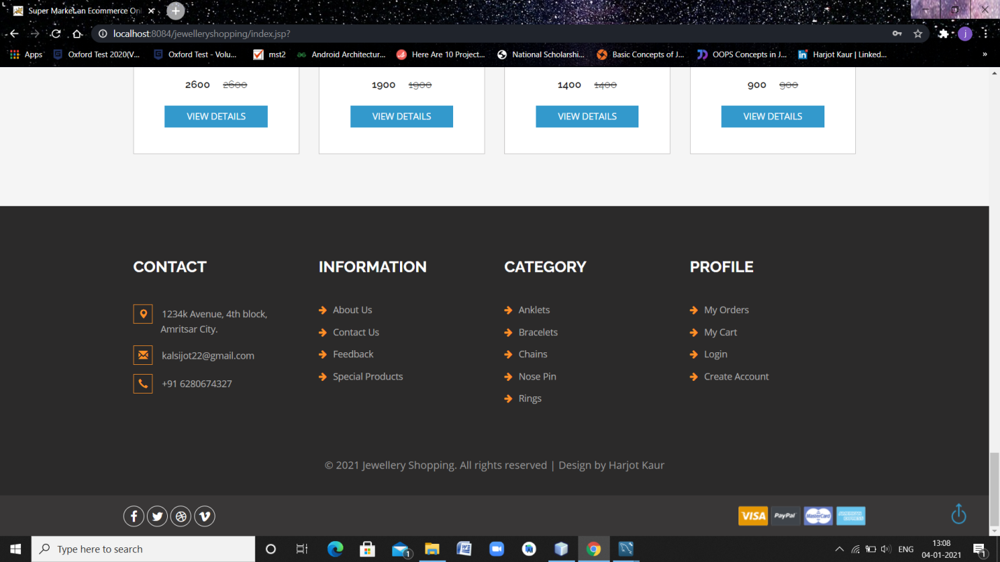 Super Market an Ecommerce On
localhost:8084/jewelleryshopping/index.jsp?
Apps Oxford Test 2020(V... Oxford Test - Volu... mst2 Android Architectur... Here Are 10 Project... National Scholarshi... Basic Concepts of J... OOPS Concepts in J... Harjot Kaur | Linked... »
2600 2600 1900 1900 1400 1400 900 900
VIEW DETAILS VIEW DETAILS VIEW DETAILS VIEW DETAILS
CONTACT
1234k Avenue, 4th block,
Amritsar City.
kalsijot22@gmail.com
+91 6280674327
INFORMATION
About Us
Contact Us
Feedback
Special Products
CATEGORY
Anklets
Bracelets
Chains
Nose Pin
Rings
PROFILE
My Orders
My Cart
Login
Create Account
© 2021 Jewellery Shopping. All rights reserved | Design by Harjot Kaur
VISA PayPal MasterCard AMERICAN EXPRESS
Type here to search
1
ENG
13:08
04-01-2021
1